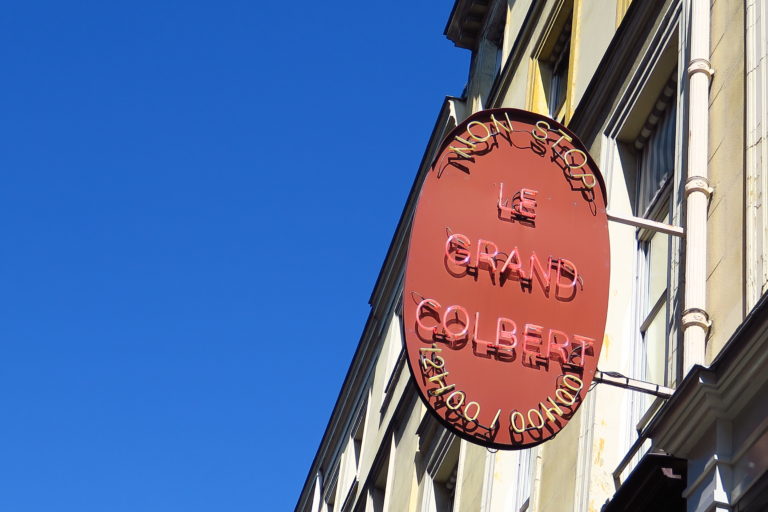 NON STOP
LE
GRAND
COLBERT
12H00 | 00H00